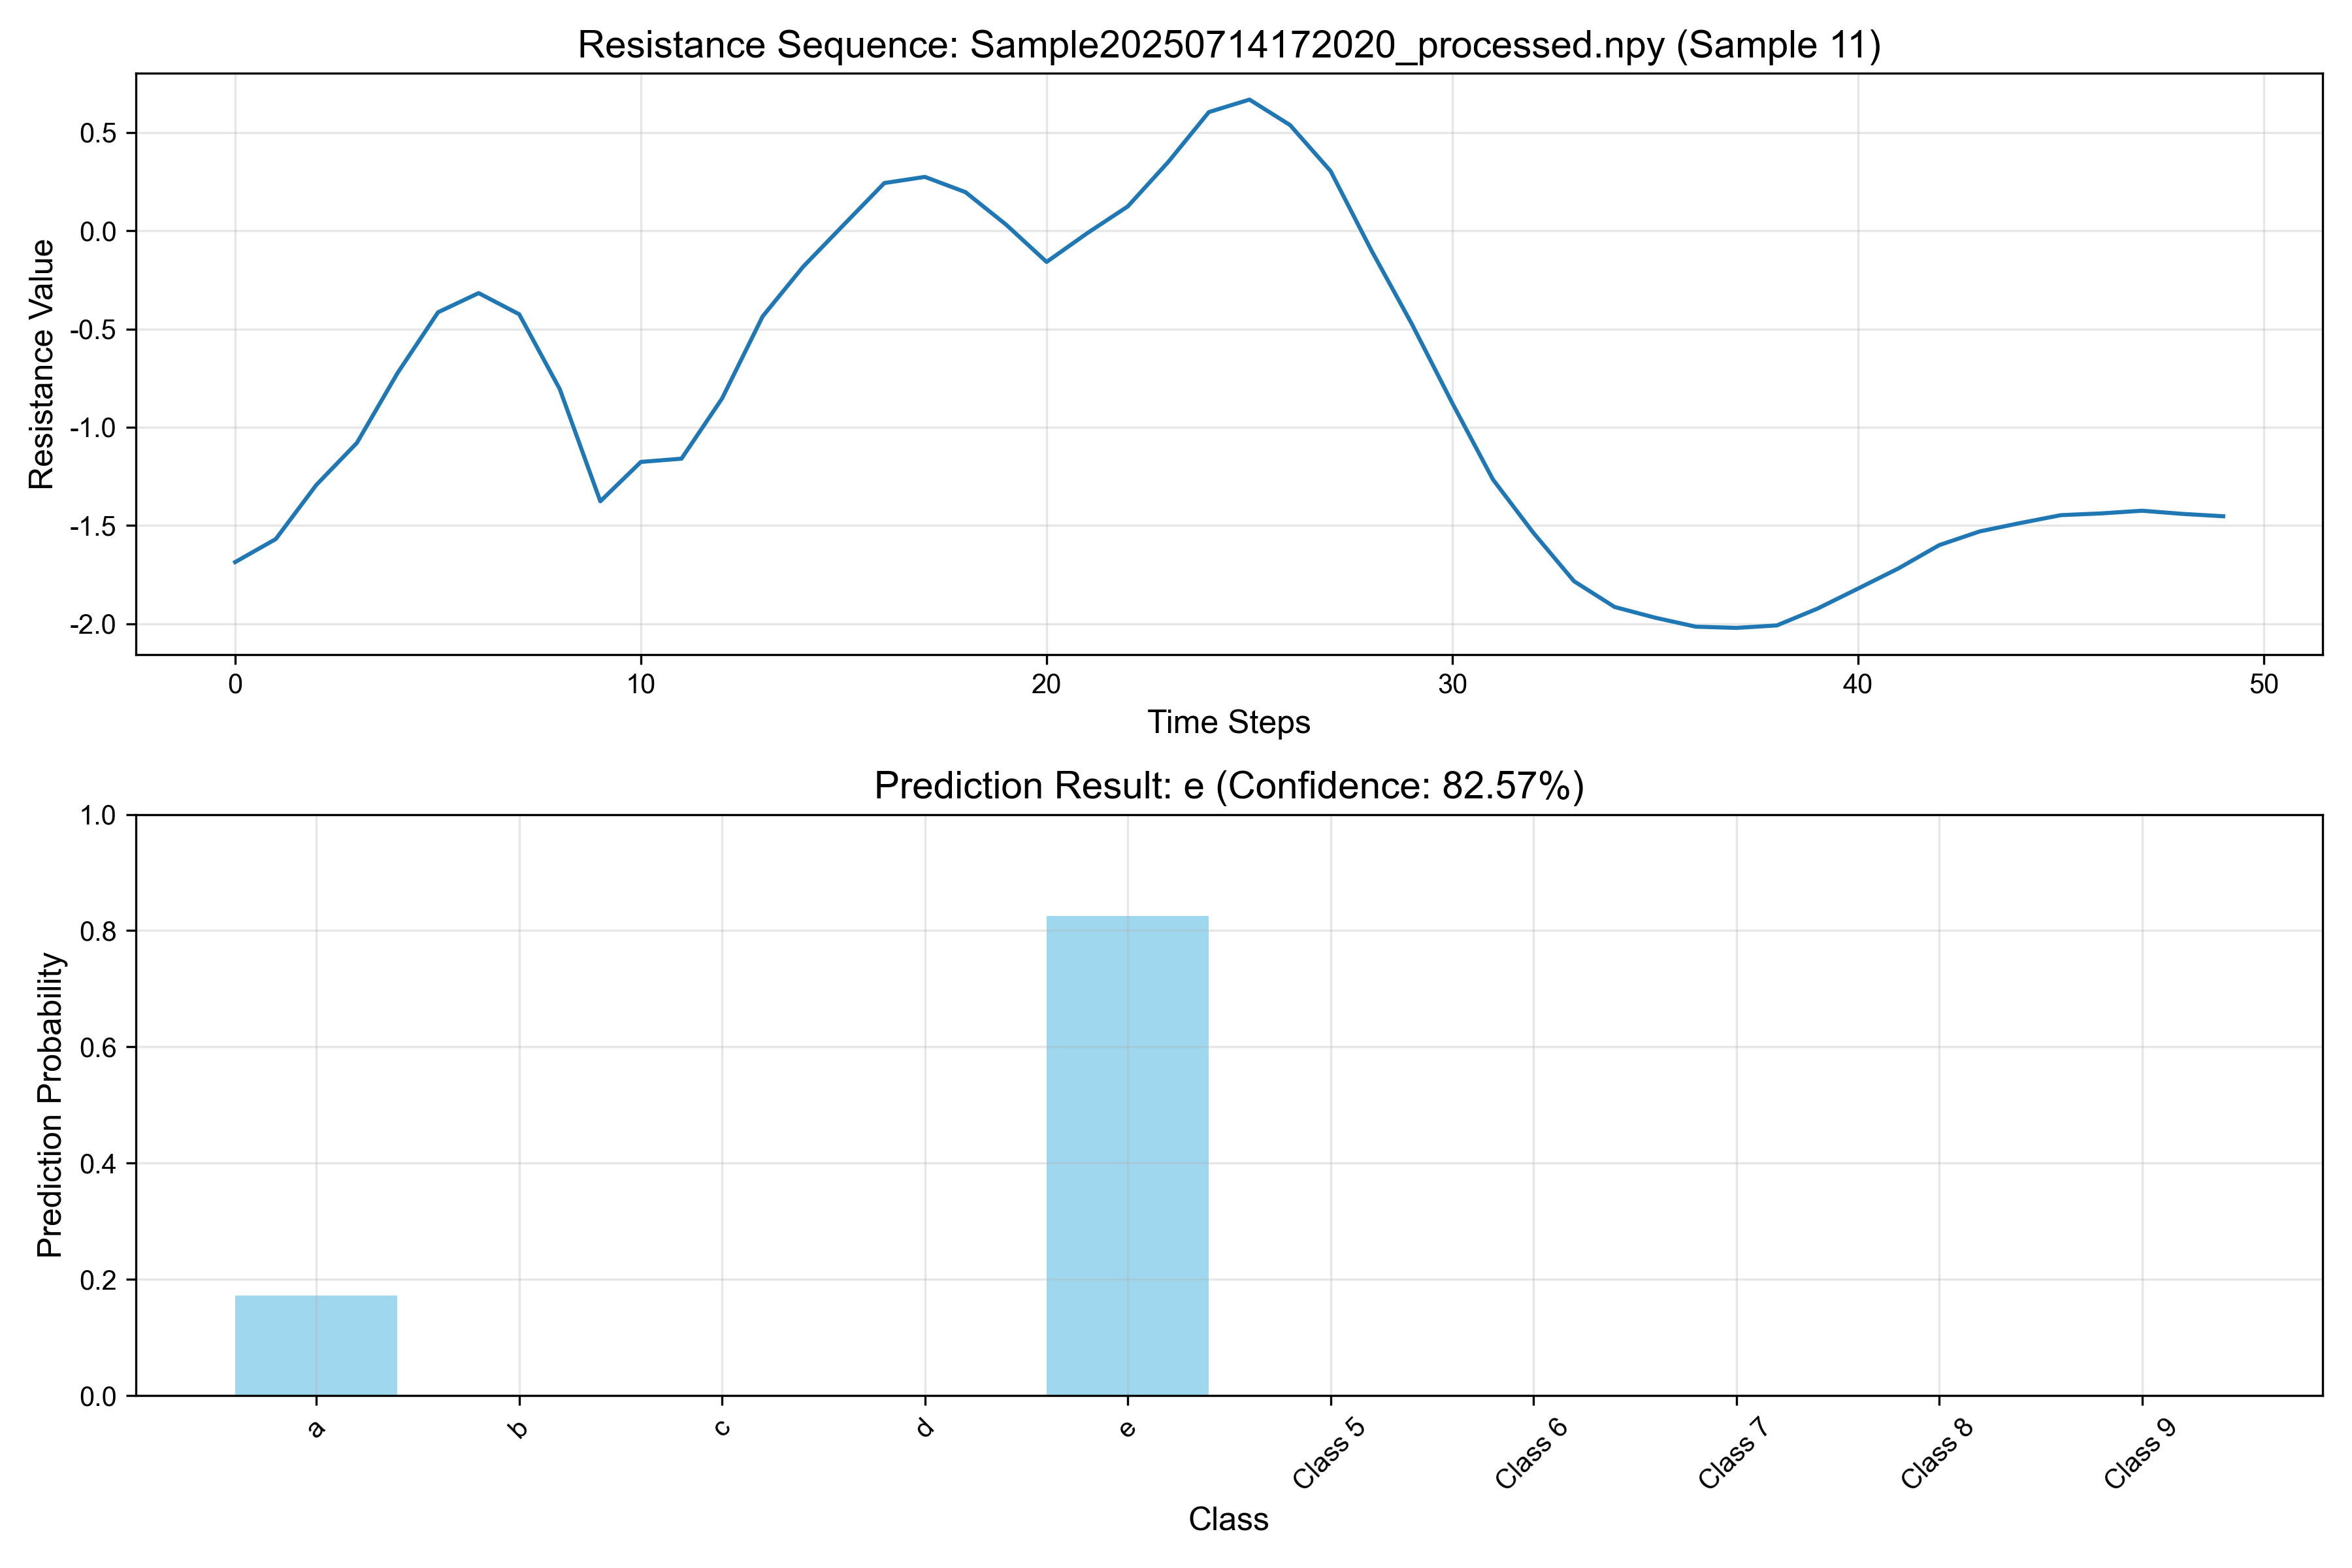 Resistance Sequence: Sample20250714172020_processed.npy (Sample 11)
Resistance Value
0.5
0.0
-0.5
-1.0
-1.5
-2.0
0 10 20 30 40 50
Time Steps
Prediction Result: e (Confidence: 82.57%)
Prediction Probability
1.0
0.8
0.6
0.4
0.2
0.0
a b c d e Class 5 Class 6 Class 7 Class 8 Class 9
Class